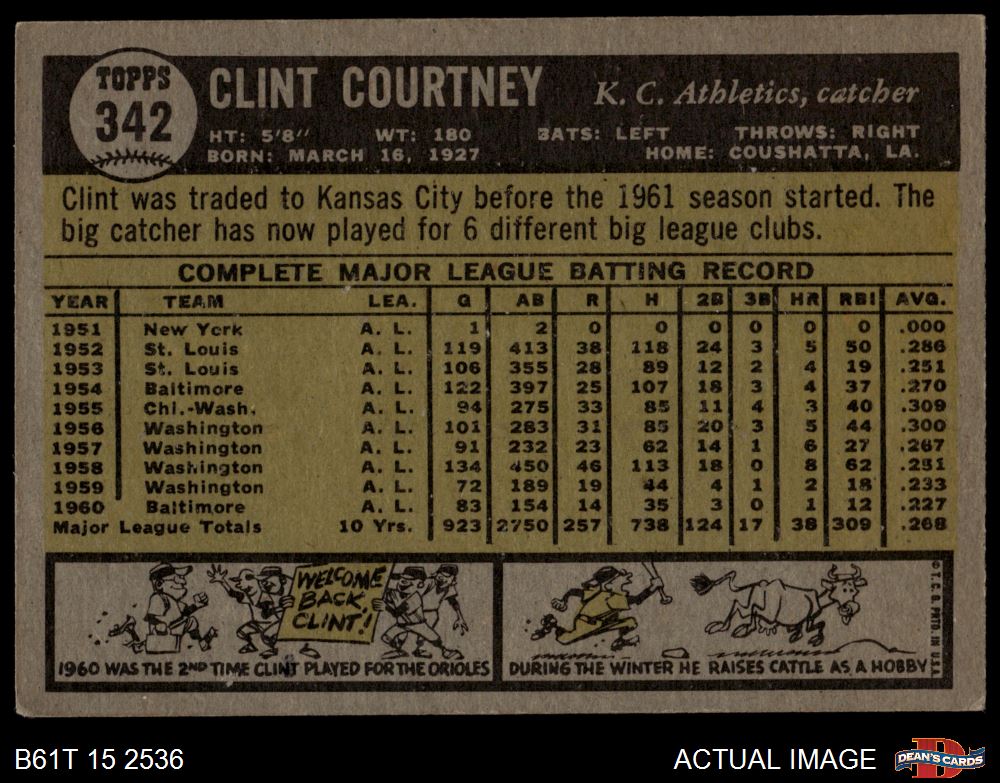 TOPPS
342
CLINT COURTNEY
K. C. Athletics, catcher
HT: 5'8" WT: 180 BATS: LEFT THROWS: RIGHT
BORN: MARCH 16, 1927 HOME: COUSHATTA, LA.
Clint was traded to Kansas City before the 1961 season started. The
big catcher has now played for 6 different big league clubs.
COMPLETE MAJOR LEAGUE BATTING RECORD
YEAR TEAM LEA. G AB R H 2B 3B HR RBI AVG.
1951 New York A. L. 1 2 0 0 0 0 0 0 .000
1952 St. Louis A. L. 119 413 38 118 24 3 5 50 .286
1953 St. Louis A. L. 106 355 28 89 12 2 4 19 .251
1954 Baltimore A. L. 122 397 25 107 18 3 4 37 .270
1955 Chi.-Wash. A. L. 94 275 33 85 11 4 3 40 .309
1956 Washington A. L. 101 283 31 85 20 3 5 44 .300
1957 Washington A. L. 91 232 23 62 14 1 6 27 .267
1958 Washington A. L. 134 450 46 113 18 0 8 62 .251
1959 Washington A. L. 72 189 19 44 4 1 2 18 .233
1960 Baltimore A. L. 83 154 14 35 3 0 1 12 .227
Major League Totals 10 Yrs. 923 2750 257 738 124 17 38 309 .268
WELCOME
BACK,
CLINT!
1960 WAS THE 2ND TIME CLINT PLAYED FOR THE ORIOLES
DURING THE WINTER HE RAISES CATTLE AS A HOBBY
© T. C. G. PRTD. IN U.S.A.
B61T 15 2536
ACTUAL IMAGE
D
DEAN'S CARDS